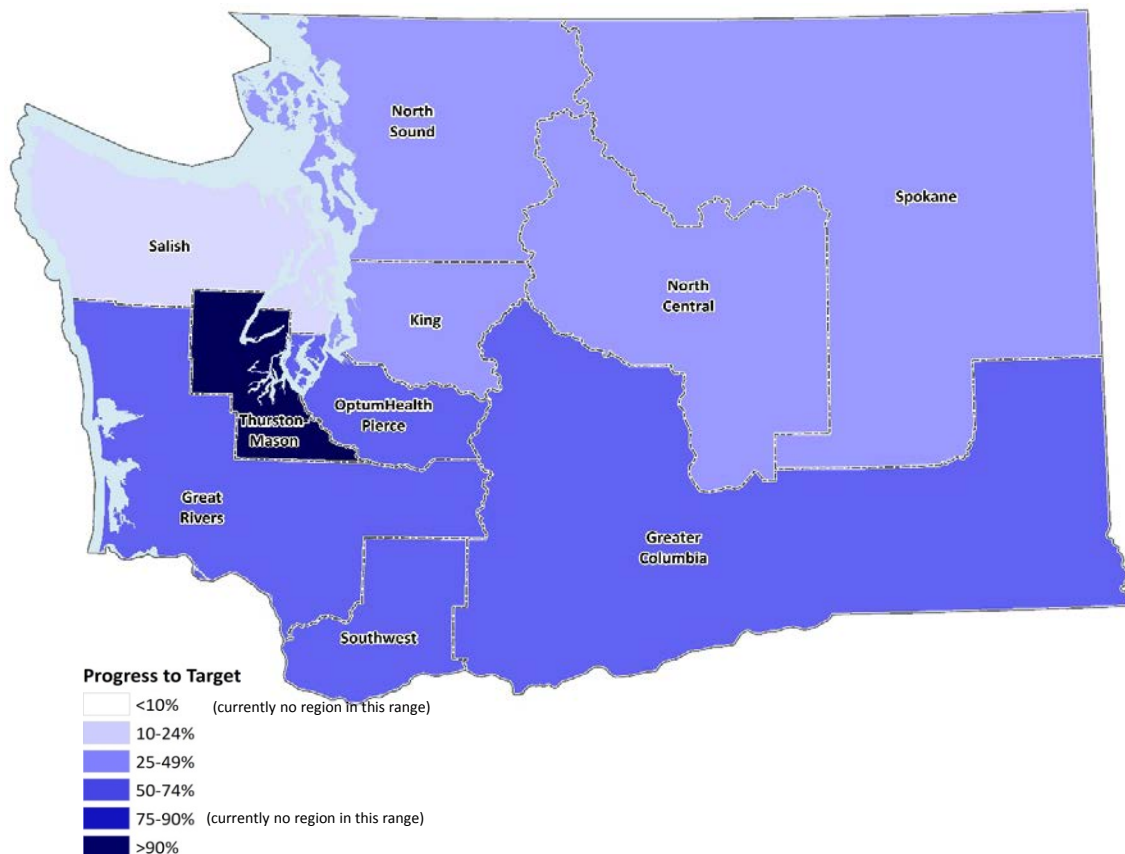 North
Sound
Spokane
Salish
North
Central
King
OptumHealth
Pierce
Thurston-
Mason
Great
Rivers
Greater
Columbia
Southwest
Progress to Target
<10% (currently no region in this range)
10-24%
25-49%
50-74%
75-90% (currently no region in this range)
>90%